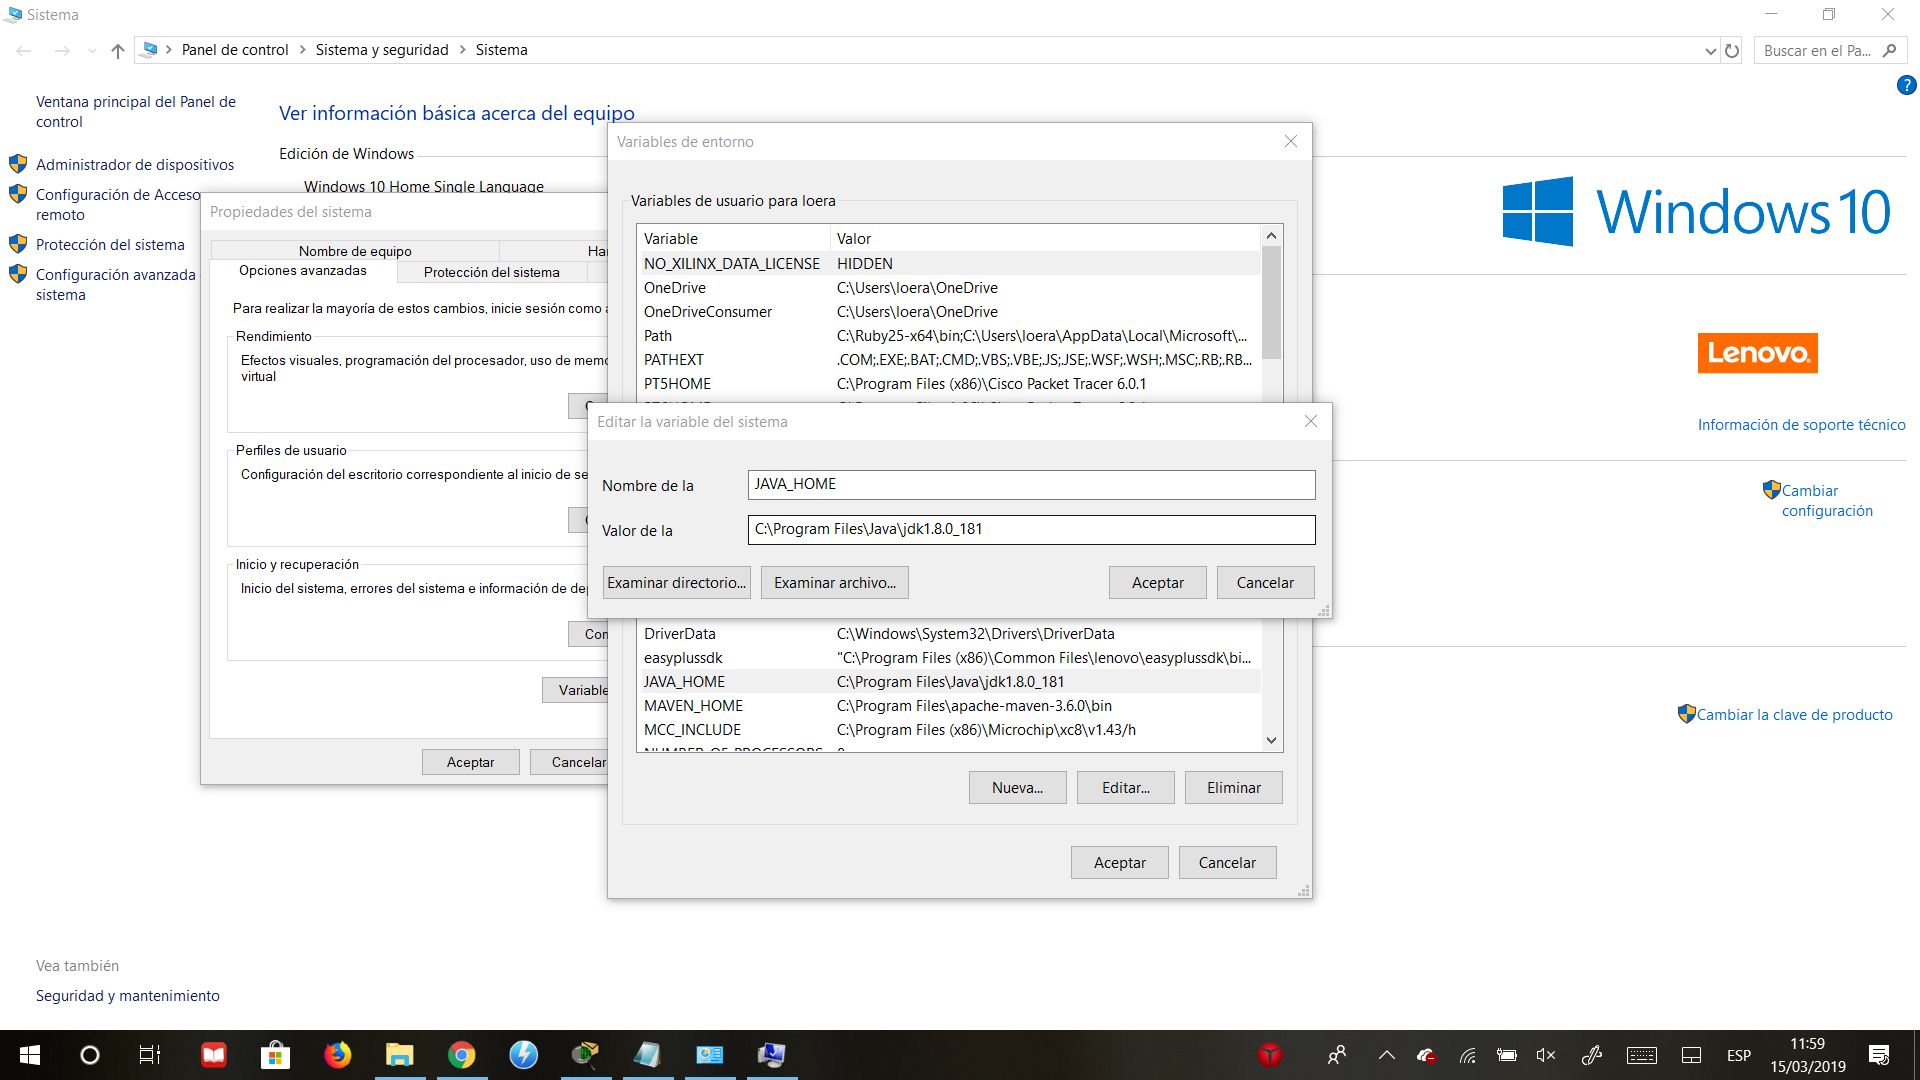 Sistema
Panel de control
Sistema y seguridad
Sistema
Buscar en el Pa...
Ventana principal del Panel de
control
Administrador de dispositivos
Configuración de Acceso
remoto
Protección del sistema
Configuración avanzada
sistema
Ver información básica acerca del equipo
Edición de Windows
Windows 10 Home Single Language
Propiedades del sistema
Nombre de equipo
Ha
Opciones avanzadas
Protección del sistema
Para realizar la mayoría de estos cambios, inicie sesión como
Rendimiento
Efectos visuales, programación del procesador, uso de memo
virtual
Perfiles de usuario
Configuración del escritorio correspondiente al inicio de se
Inicio y recuperación
Inicio del sistema, errores del sistema e información de de
Con
Variable
Aceptar
Cancelar
Variables de entorno
Variables de usuario para loera
Variable
Valor
NO_XILINX_DATA_LICENSE
HIDDEN
OneDrive
C:\Users\loera\OneDrive
OneDriveConsumer
C:\Users\loera\OneDrive
Path
C:\Ruby25-x64\bin;C:\Users\loera\AppData\Local\Microsoft\...
PATHEXT
.COM;.EXE;.BAT;.CMD;.VBS;.VBE;.JS;.JSE;.WSF;.WSH;.MSC;.RB;.RB...
PT5HOME
C:\Program Files (x86)\Cisco Packet Tracer 6.0.1
Editar la variable del sistema
Nombre de la
JAVA_HOME
Valor de la
C:\Program Files\Java\jdk1.8.0_181
Examinar directorio...
Examinar archivo...
Aceptar
Cancelar
DriverData
C:\Windows\System32\Drivers\DriverData
easyplussdk
"C:\Program Files (x86)\Common Files\lenovo\easyplussdk\bi...
JAVA_HOME
C:\Program Files\Java\jdk1.8.0_181
MAVEN_HOME
C:\Program Files\apache-maven-3.6.0\bin
MCC_INCLUDE
C:\Program Files (x86)\Microchip\xc8\v1.43/h
NUMBER_OF_PROCESSORS
Nueva...
Editar...
Eliminar
Aceptar
Cancelar
?
Windows 10
Lenovo
Información de soporte técnico
Cambiar
configuración
Cambiar la clave de producto
Vea también
Seguridad y mantenimiento
ESP
11:59
15/03/2019